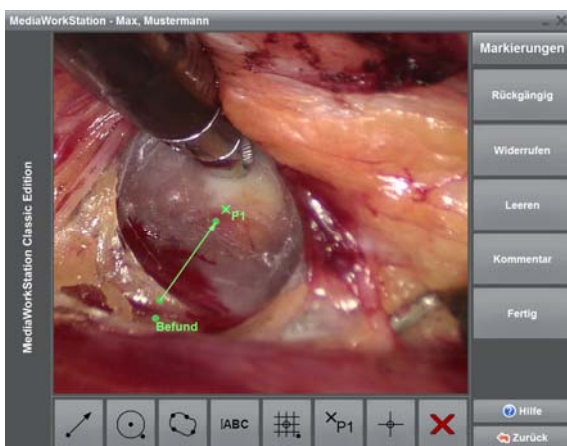 MediaWorkStation - Max, Mustermann
Markierungen
Rückgängig
Widerrufen
Leeren
Kommentar
Fertig
Hilfe
Zurück
MediaWorkStation Classic Edition
P1
Befund
ABC
P1